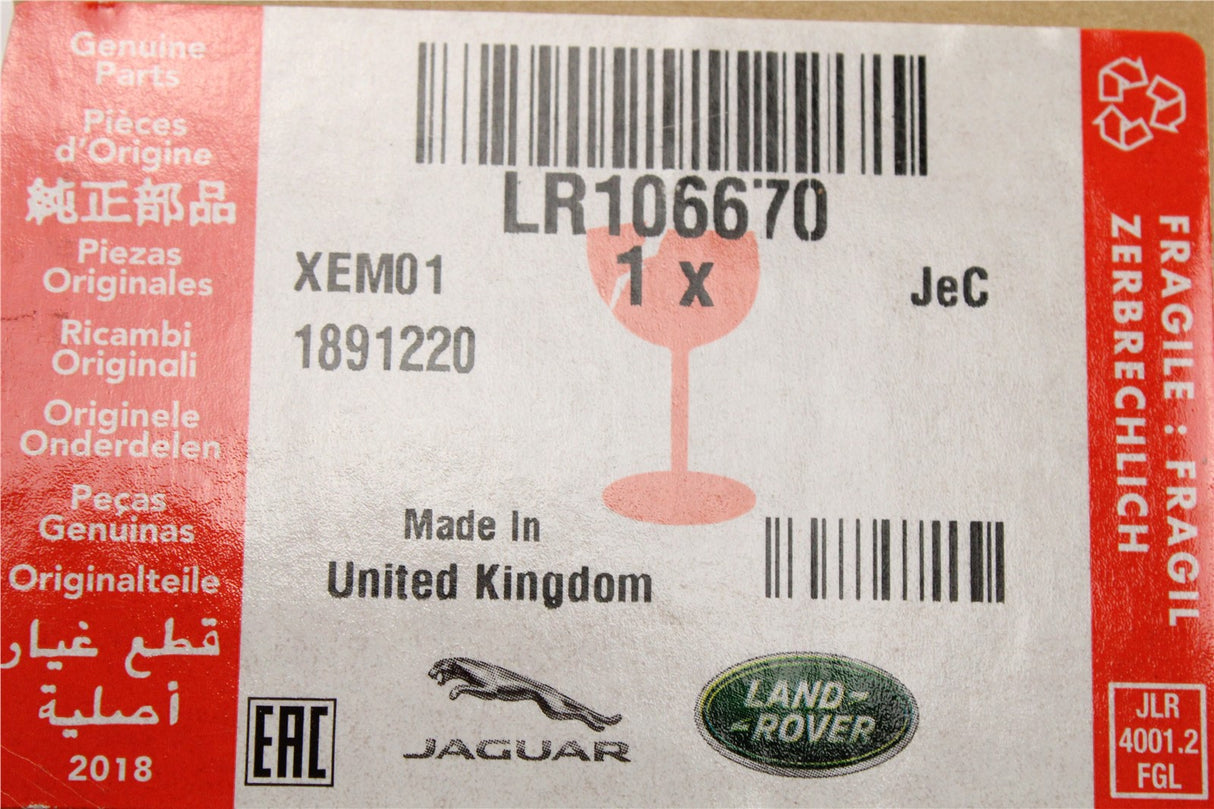 Genuine
Parts
Pièces
d'Origine
純正部品
Piezas
Originales
Ricambi
Originali
Originele
Onderdelen
Peças
Genuinas
Originalteile
قطع غيار
أصلية
2018
LR106670
1 x
XEM01
JeC
1891220
Made In
United Kingdom
EAC
JAGUAR
LAND-
-ROVER
FRAGILE : FRAGIL
ZERBRECHLICH
JLR
4001.2
FGL